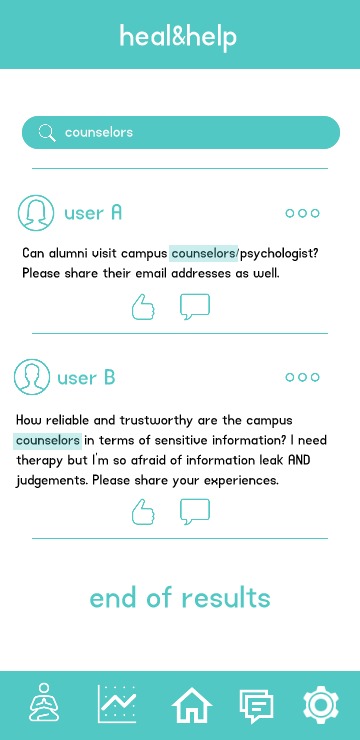 heal&help
counselors
user A
Can alumni visit campus counselors/psychologist?
Please share their email addresses as well.
user B
How reliable and trustworthy are the campus
counselors in terms of sensitive information? I need
therapy but I'm so afraid of information leak AND
judgements. Please share your experiences.
end of results